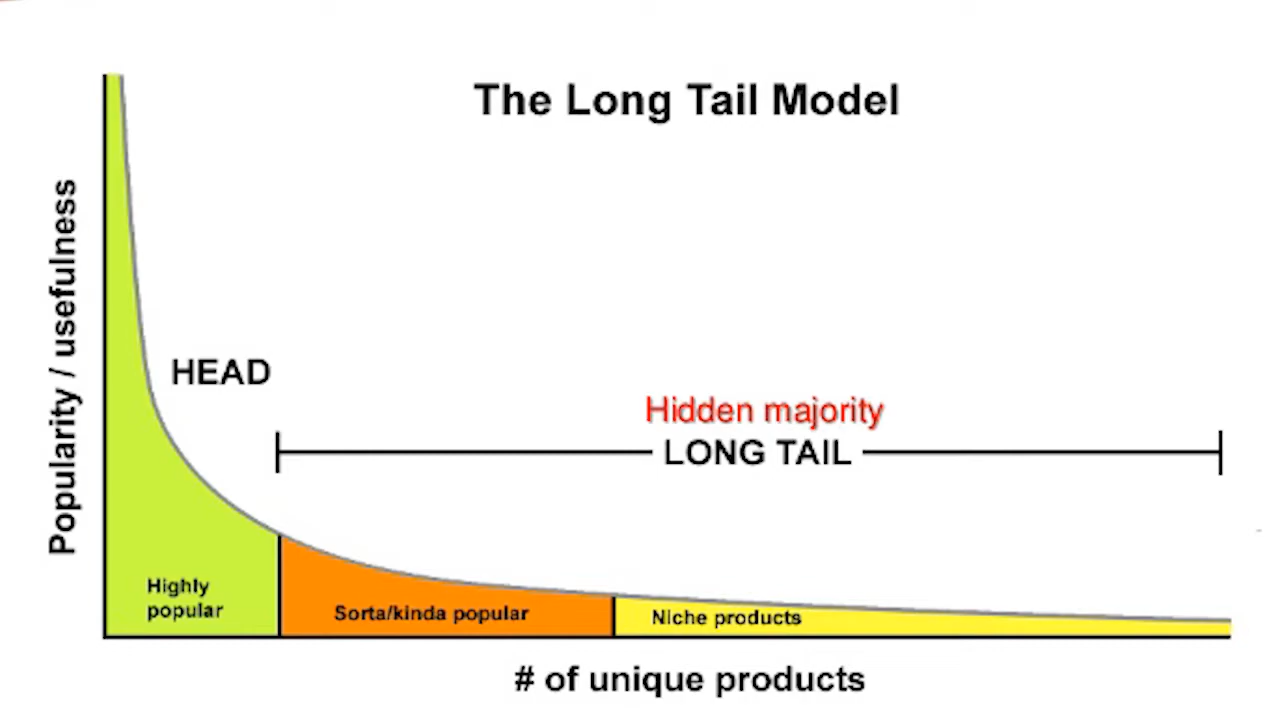 The Long Tail Model
Popularity / usefulness
HEAD
Hidden majority
LONG TAIL
Highly
popular
Sorta/kinda popular
Niche products
# of unique products